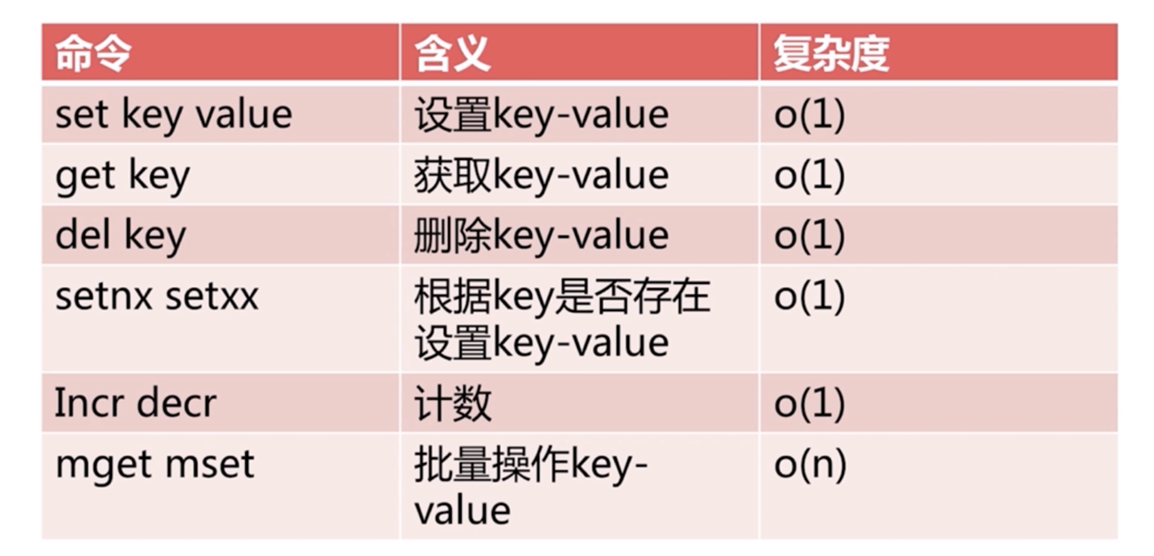 命令 含义 复杂度
set key value 设置key-value o(1)
get key 获取key-value o(1)
del key 删除key-value o(1)
setnx setxx 根据key是否存在 o(1)
设置key-value
Incr decr 计数 o(1)
mget mset 批量操作key- o(n)
value